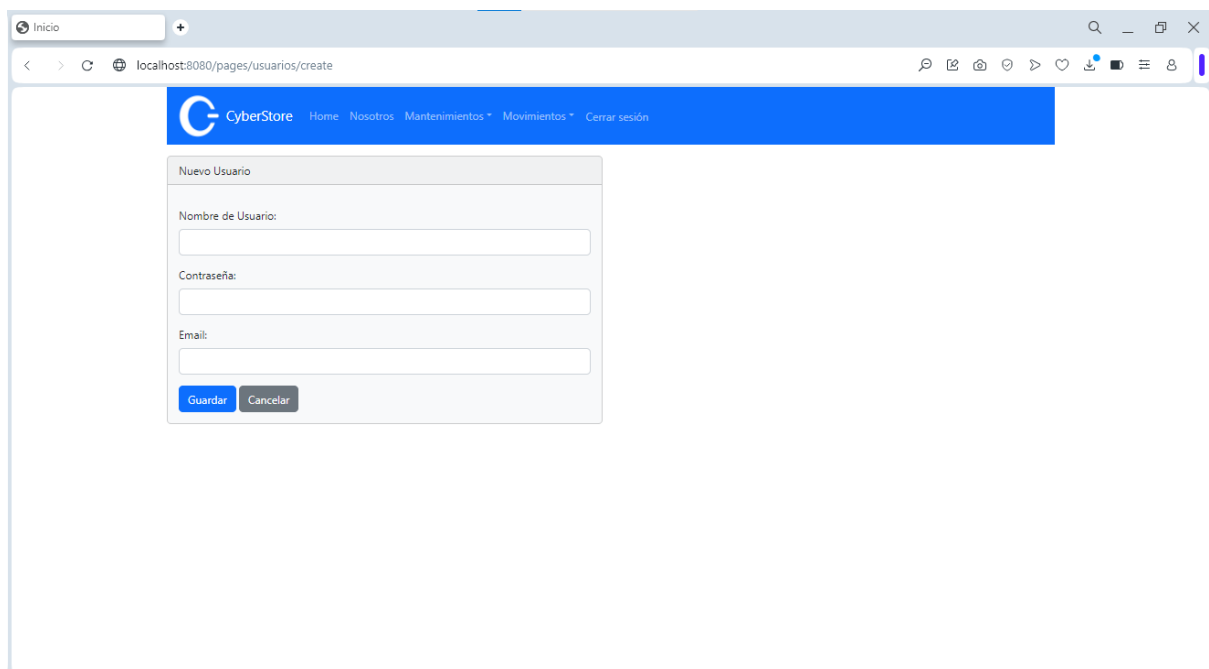 Inicio
localhost:8080/pages/usuarios/create
CyberStore Home Nosotros Mantenimientos Movimientos Cerrar sesión
Nuevo Usuario
Nombre de Usuario:
Contraseña:
Email:
Guardar Cancelar